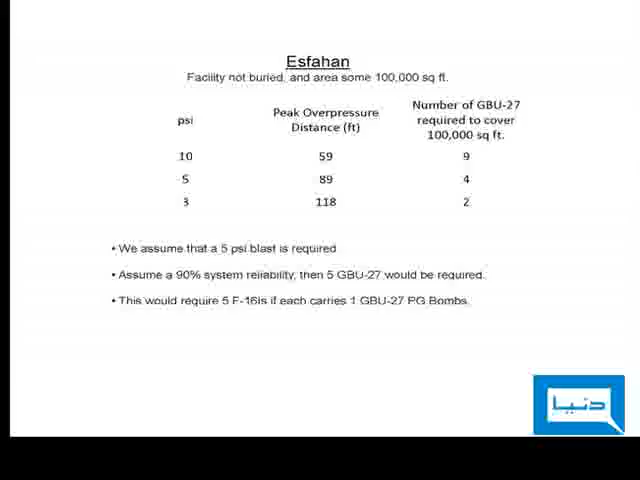 Esfahan
Facility not buried, and area some 100,000 sq ft.
psi Peak Overpressure Distance (ft) Number of GBU-27 required to cover 100,000 sq ft.
10 59 9
5 89 4
3 118 2
• We assume that a 5 psi blast is required
• Assume a 90% system reliability, then 5 GBU-27 would be required.
• This would require 5 F-16Is if each carries 1 GBU-27 PG Bombs.
دنیا